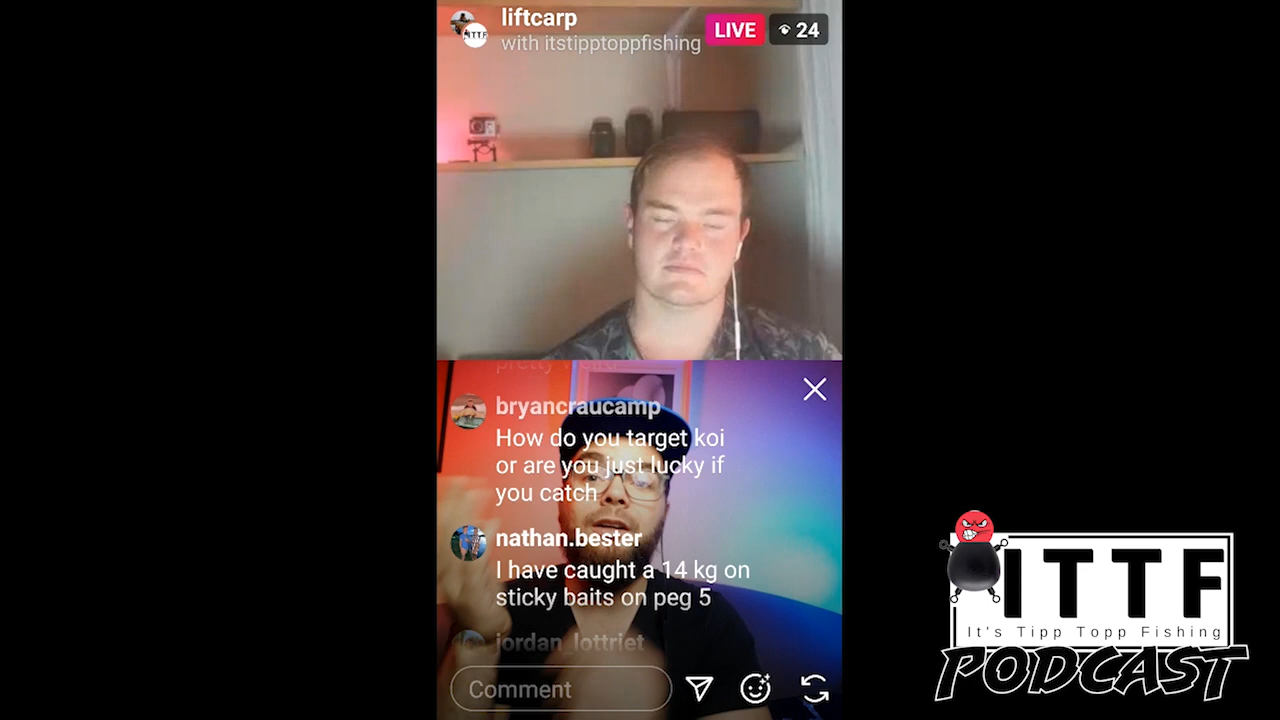 liftcarp
with itstipptoppfishing
LIVE
24
ITTF
bryancraucamp
How do you target koi
or are you just lucky if
you catch
nathan.bester
I have caught a 14 kg on
sticky baits on peg 5
jordan_lottriet
Comment
ITTF
It's Tipp Topp Fishing
PODCAST